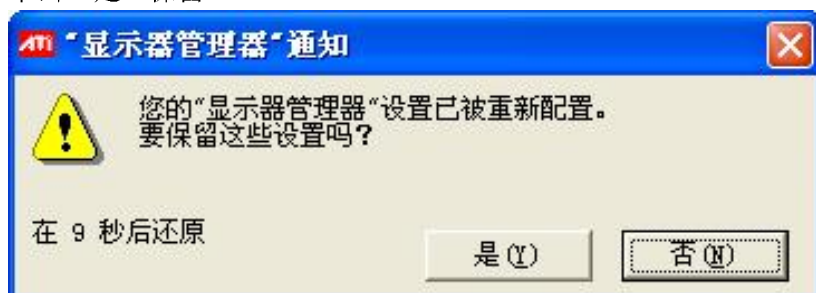 ATI "显示器管理器"通知
您的"显示器管理器"设置已被重新配置。
要保留这些设置吗?
在 9 秒后还原
是(Y) 否(N)